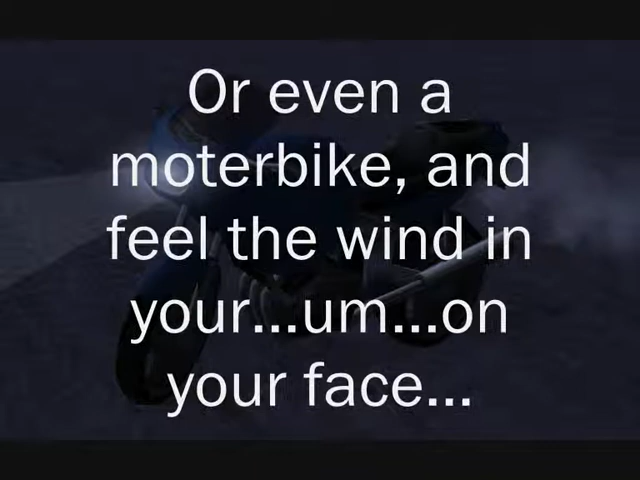 Or even a
moterbike, and
feel the wind in
your...um...on
your face...